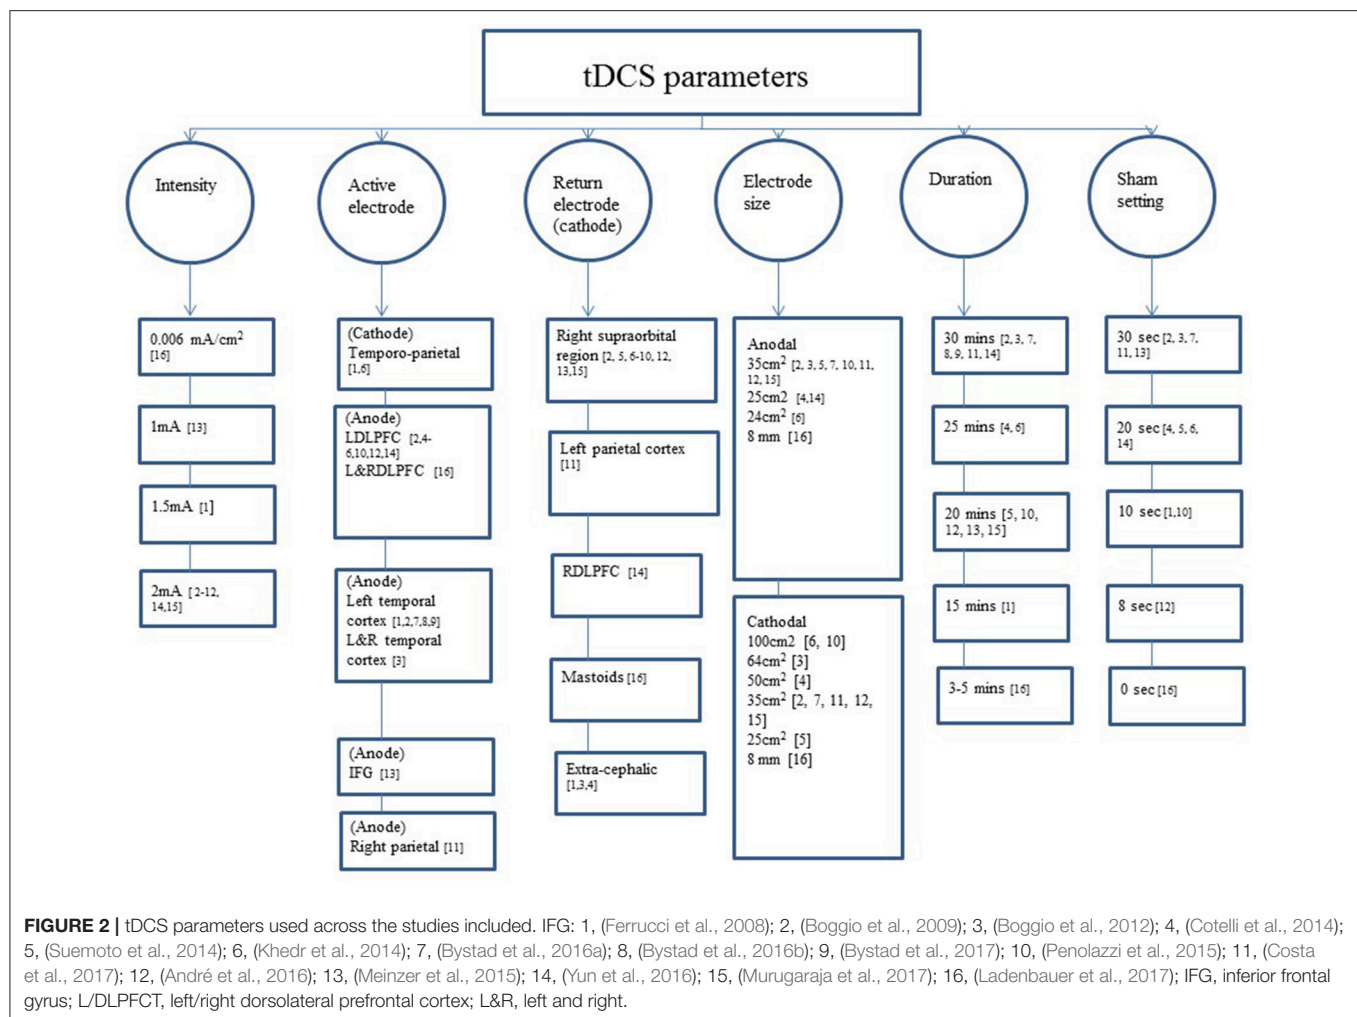 tDCS parameters
Intensity
Active
electrode
Return
electrode
(cathode)
Electrode
size
Duration
Sham
setting
0.006 mA/cm²
[16]
1mA [13]
1.5mA [1]
2mA [2-12,
14,15]
(Cathode)
Temporo-parietal
[1,6]
(Anode)
LDLPFC [2,4-
6,10,12,14]
L&RDLPFC [16]
(Anode)
Left temporal
cortex [1,2,7,8,9]
L&R temporal
cortex [3]
(Anode)
IFG [13]
(Anode)
Right parietal [11]
Right supraorbital
region [2, 5, 6-10, 12,
13,15]
Left parietal cortex
[11]
RDLPFC [14]
Mastoids [16]
Extra-cephalic
[1,3,4]
Anodal
35cm² [2, 3, 5, 7, 10, 11,
12, 15]
25cm2 [4,14]
24cm² [6]
8 mm [16]
Cathodal
100cm2 [6, 10]
64cm² [3]
50cm² [4]
35cm² [2, 7, 11, 12,
15]
25cm² [5]
8 mm [16]
30 mins [2, 3, 7,
8, 9, 11, 14]
25 mins [4, 6]
20 mins [5, 10,
12, 13, 15]
15 mins [1]
3-5 mins [16]
30 sec [2, 3, 7,
11, 13]
20 sec [4, 5, 6,
14]
10 sec [1,10]
8 sec [12]
0 sec [16]
FIGURE 2 | tDCS parameters used across the studies included. IFG: 1, (Ferrucci et al., 2008); 2, (Boggio et al., 2009); 3, (Boggio et al., 2012); 4, (Cotelli et al., 2014);
5, (Suemoto et al., 2014); 6, (Khedr et al., 2014); 7, (Bystad et al., 2016a); 8, (Bystad et al., 2016b); 9, (Bystad et al., 2017); 10, (Penolazzi et al., 2015); 11, (Costa
et al., 2017); 12, (André et al., 2016); 13, (Meinzer et al., 2015); 14, (Yun et al., 2016); 15, (Murugaraja et al., 2017); 16, (Ladenbauer et al., 2017); IFG, inferior frontal
gyrus; L/DLPFCT, left/right dorsolateral prefrontal cortex; L&R, left and right.